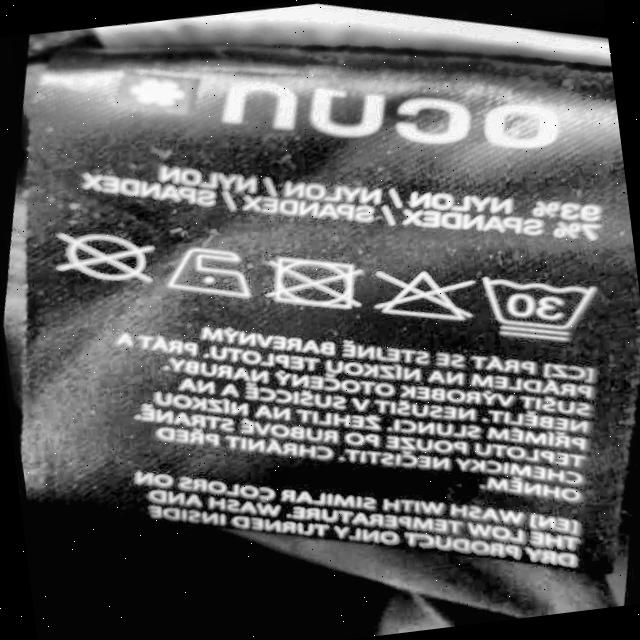 ocun
93% NYLON / NYLON / NYLON / NYLON
7% SPANDEX / SPANDEX / SPANDEX / SPANDEX
30
[CZ] PRÁT SE STEJNĚ BAREVNÝM
PRÁDLEM NA NÍZKOU TEPLOTU. PRÁT A
SUŠIT VÝROBEK OTOČENÝ NARUBY.
NEBĚLIT. NESUŠIT V SUŠIČCE A NA
PŘÍMÉM SLUNCI. ŽEHLIT NA NÍZKOU
TEPLOTU POUZE PO RUBOVÉ STRANĚ.
CHEMICKY NEČISTIT. CHRÁNIT PŘED
OHNĚM.
[EN] WASH WITH SIMILAR COLORS ON
THE LOW TEMPERATURE. WASH AND
DRY PRODUCT ONLY TURNED INSIDE